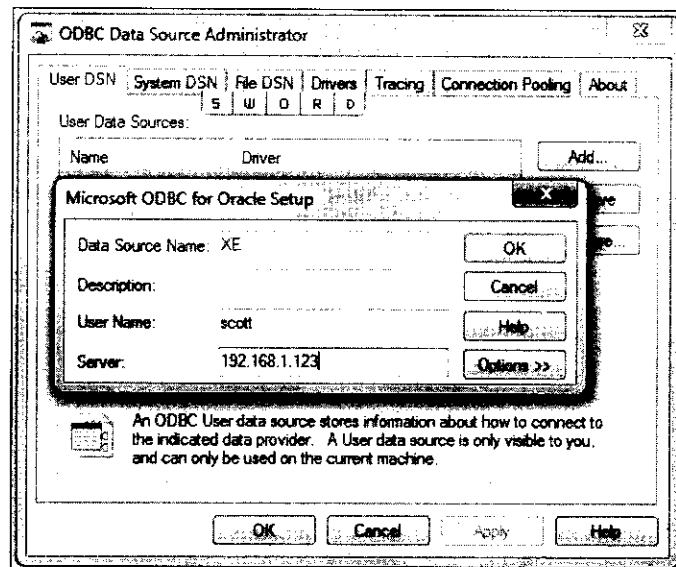 ODBC Data Source Administrator
User DSN System DSN File DSN Drivers Tracing Connection Pooling About
S W O R D
User Data Sources:
Name Driver Add...
Microsoft ODBC for Oracle Setup
Data Source Name: XE OK
Description: Cancel
User Name: scott Help
Server: 192.168.1.123 Options >>
An ODBC User data source stores information about how to connect to
the indicated data provider. A User data source is only visible to you,
and can only be used on the current machine.
OK Cancel Apply Help